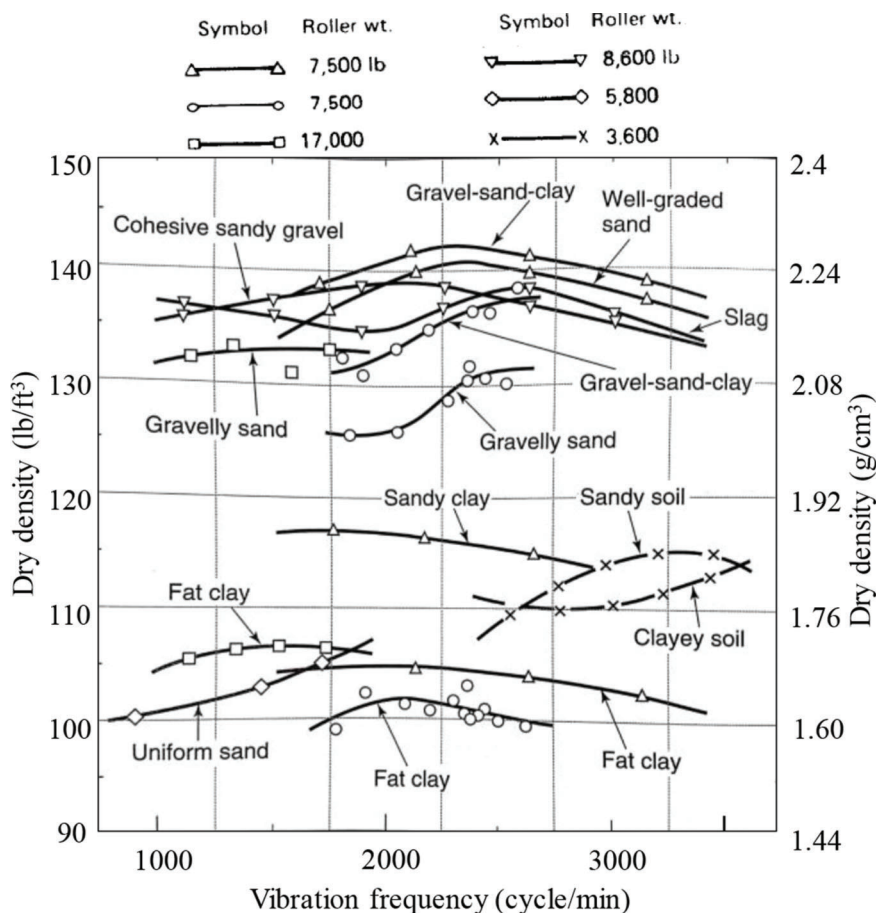 Symbol Roller wt. Symbol Roller wt.
7,500 lb 8,600 lb
7,500 5,800
17,000 3,600
150 2.4
Gravel-sand-clay
Well-graded
sand
Cohesive sandy gravel
140 2.24
Slag
130 2.08
Gravel-sand-clay
Gravelly sand
Gravelly sand
120 1.92
Sandy clay Sandy soil
Fat clay
110 1.76
Clayey soil
100 1.60
Uniform sand
Fat clay
Fat clay
90 1.44
1000 2000 3000
Vibration frequency (cycle/min)
Dry density (lb/ft³)
Dry density (g/cm³)